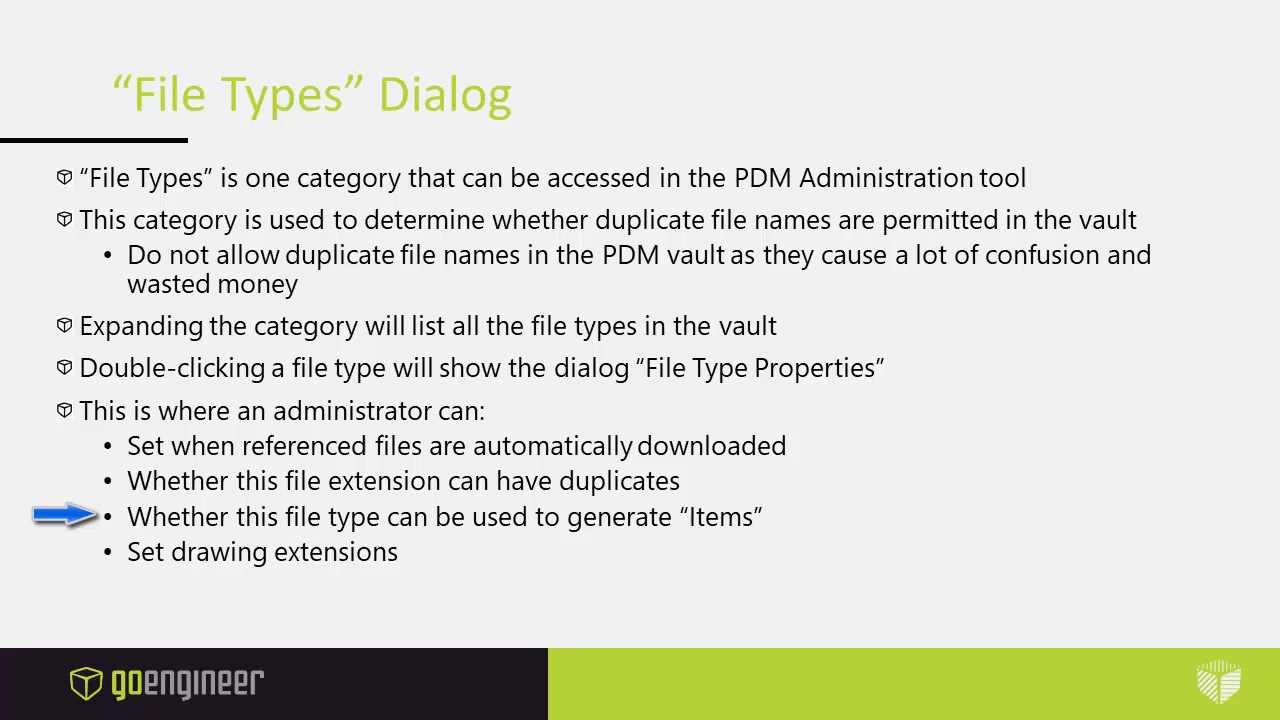 “File Types” Dialog
“File Types” is one category that can be accessed in the PDM Administration tool
This category is used to determine whether duplicate file names are permitted in the vault
• Do not allow duplicate file names in the PDM vault as they cause a lot of confusion and
wasted money
Expanding the category will list all the file types in the vault
Double-clicking a file type will show the dialog “File Type Properties”
This is where an administrator can:
• Set when referenced files are automatically downloaded
• Whether this file extension can have duplicates
• Whether this file type can be used to generate “Items”
• Set drawing extensions
goengineer